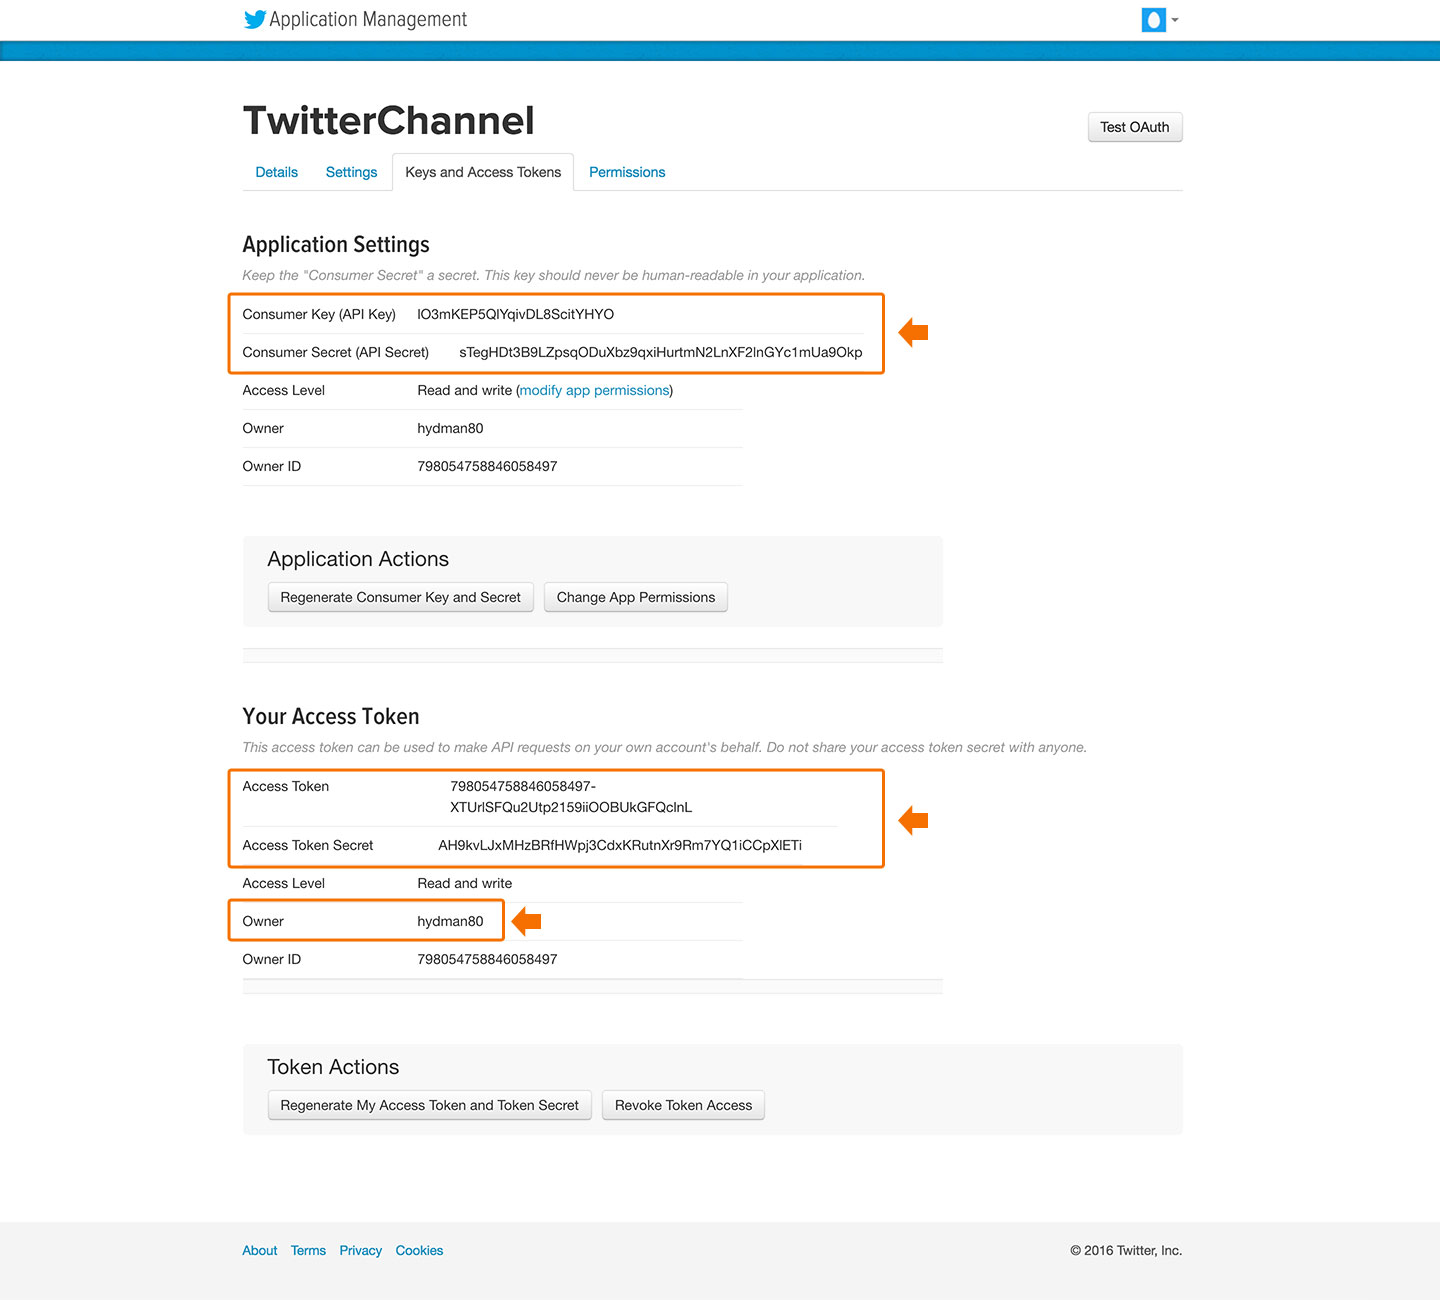 Application Management
TwitterChannel
Test OAuth
Details Settings Keys and Access Tokens Permissions
Application Settings
Keep the "Consumer Secret" a secret. This key should never be human-readable in your application.
Consumer Key (API Key) lO3mKEP5QlYqivDL8ScitYHYO
Consumer Secret (API Secret) sTegHDt3B9LZpsqODuXbz9qxiHurtmN2LnXF2lnGYc1mUa9Okp
Access Level Read and write (modify app permissions)
Owner hydman80
Owner ID 798054758846058497
Application Actions
Regenerate Consumer Key and Secret Change App Permissions
Your Access Token
This access token can be used to make API requests on your own account's behalf. Do not share your access token secret with anyone.
Access Token 798054758846058497-
XTUrlSFQu2Utp2159iiOOBUkGFQclnL
Access Token Secret AH9kvLJxMHzBRfHWpj3CdxKRutnXr9Rm7YQ1iCCpXlETi
Access Level Read and write
Owner hydman80
Owner ID 798054758846058497
Token Actions
Regenerate My Access Token and Token Secret Revoke Token Access
About Terms Privacy Cookies © 2016 Twitter, Inc.